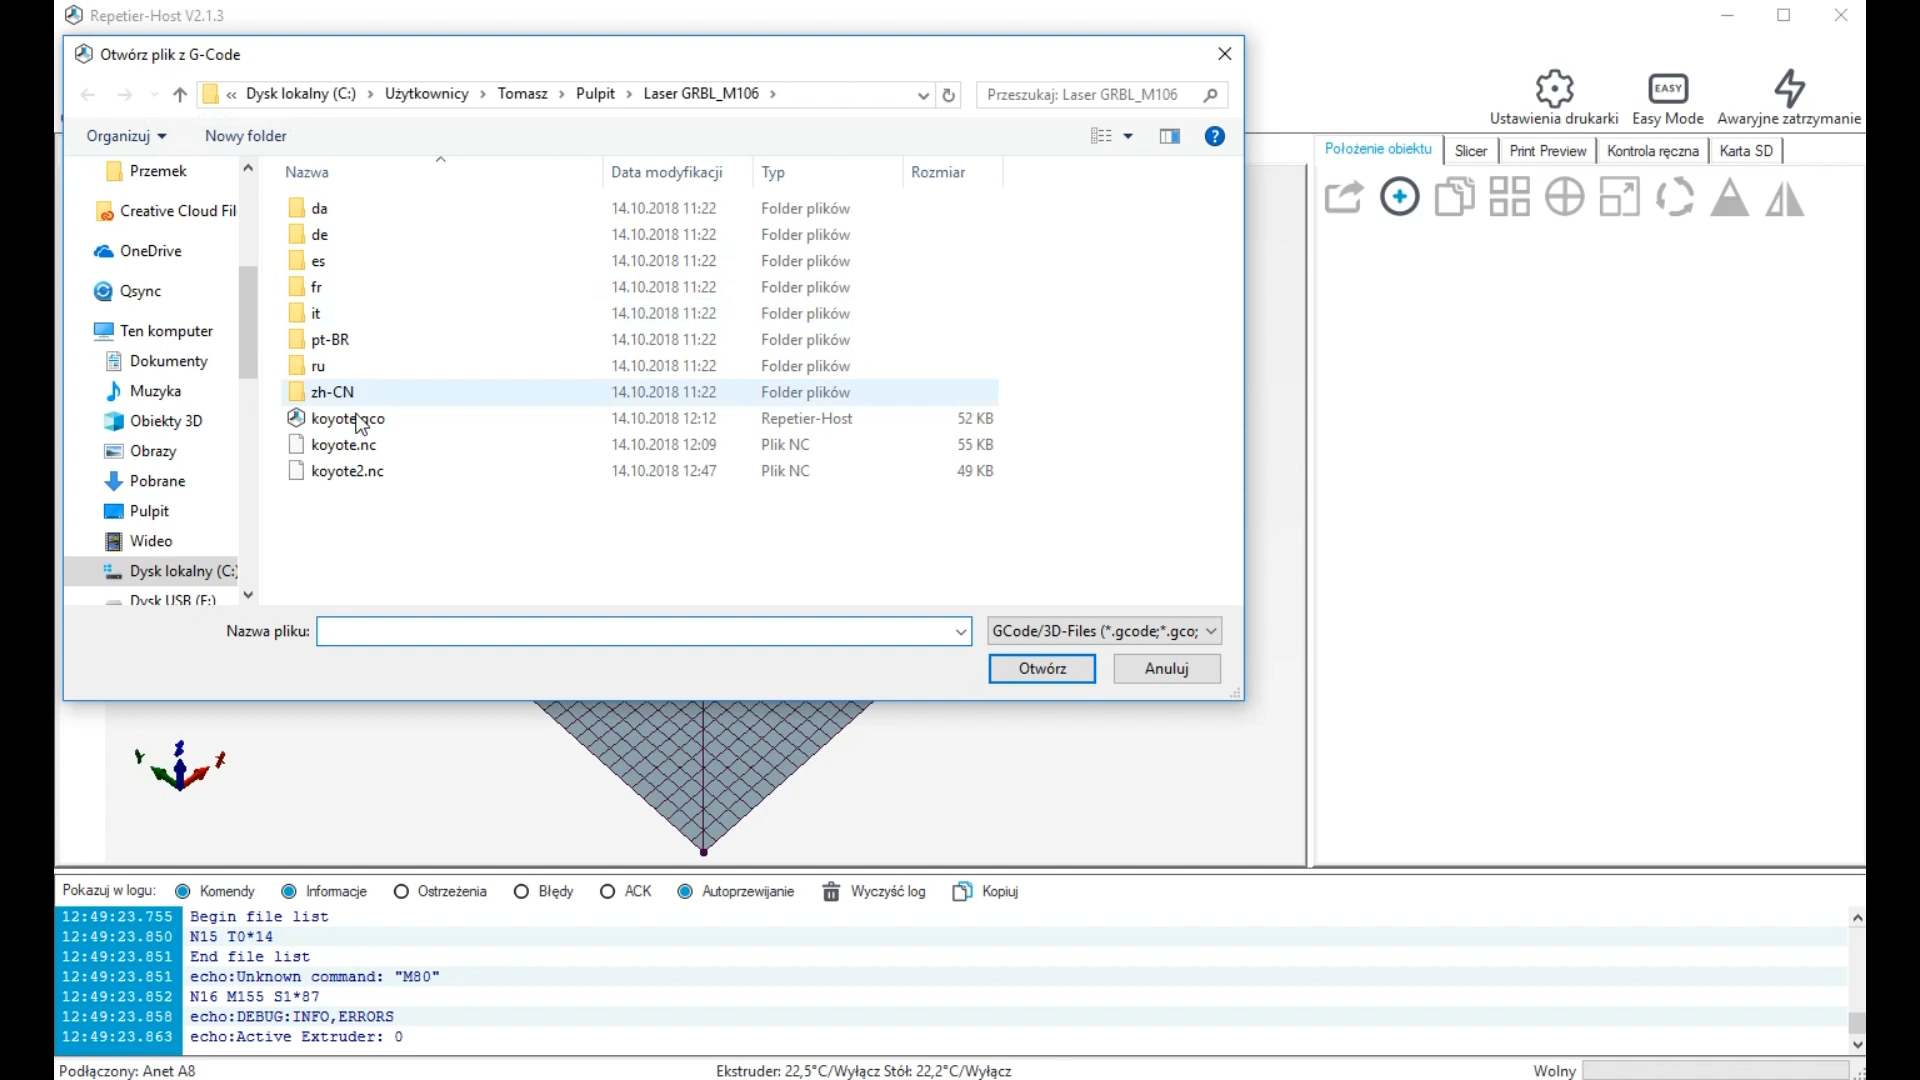 Repetier-Host V2.1.3
Otwórz plik z G-Code
« Dysk lokalny (C:) › Użytkownicy › Tomasz › Pulpit › Laser GRBL_M106 ›
Przeszukaj: Laser GRBL_M106
Organizuj
Nowy folder
EASY
Ustawienia drukarki
Easy Mode
Awaryjne zatrzymanie
Położenie obiektu
Slicer
Print Preview
Kontrola ręczna
Karta SD
Przemek
Creative Cloud Fil
OneDrive
Qsync
Ten komputer
Dokumenty
Muzyka
Obiekty 3D
Obrazy
Pobrane
Pulpit
Wideo
Dysk lokalny (C:)
Dysk USB (F:)
Nazwa Data modyfikacji Typ Rozmiar
da 14.10.2018 11:22 Folder plików
de 14.10.2018 11:22 Folder plików
es 14.10.2018 11:22 Folder plików
fr 14.10.2018 11:22 Folder plików
it 14.10.2018 11:22 Folder plików
pt-BR 14.10.2018 11:22 Folder plików
ru 14.10.2018 11:22 Folder plików
zh-CN 14.10.2018 11:22 Folder plików
koyote.gco 14.10.2018 12:12 Repetier-Host 52 KB
koyote.nc 14.10.2018 12:09 Plik NC 55 KB
koyote2.nc 14.10.2018 12:47 Plik NC 49 KB
Nazwa pliku:
GCode/3D-Files (*.gcode;*.gco;
Otwórz
Anuluj
Y Z X
Pokazuj w logu: Komendy Informacje Ostrzeżenia Błędy ACK Autoprzewijanie Wyczyść log Kopiuj
12:49:23.755 Begin file list
12:49:23.850 N15 T0*14
12:49:23.851 End file list
12:49:23.851 echo:Unknown command: "M80"
12:49:23.852 N16 M155 S1*87
12:49:23.858 echo:DEBUG:INFO,ERRORS
12:49:23.863 echo:Active Extruder: 0
Podłączony: Anet A8
Ekstruder: 22,5°C/Wyłącz Stół: 22,2°C/Wyłącz
Wolny